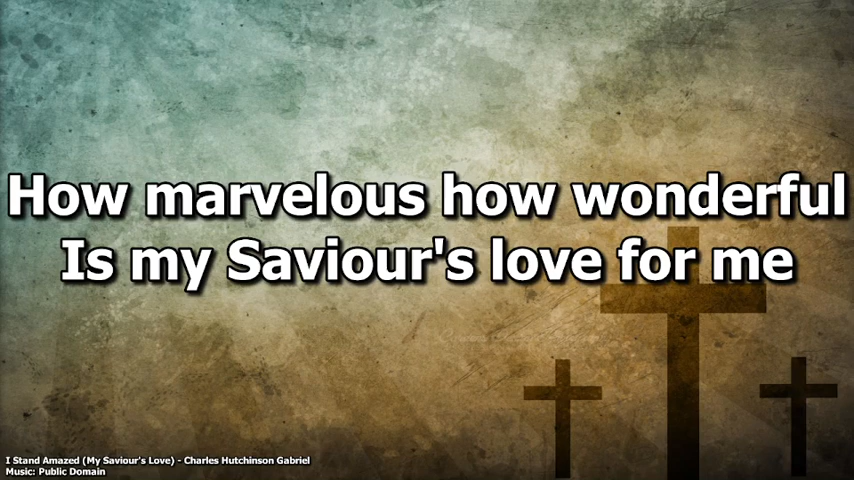 How marvelous how wonderful
Is my Saviour's love for me
I Stand Amazed (My Saviour's Love) - Charles Hutchinson Gabriel
Music: Public Domain